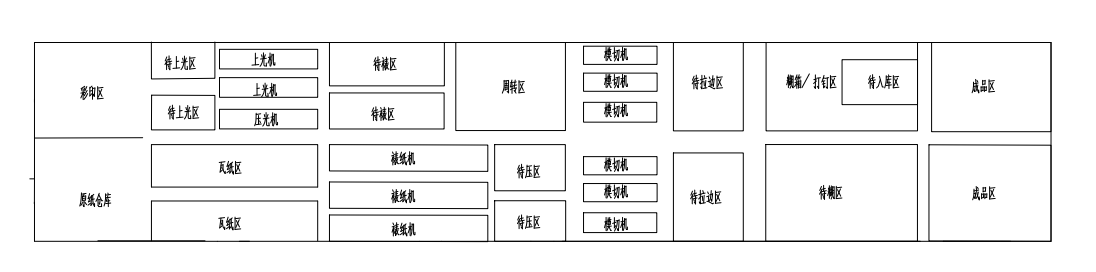 待上光区
上光机
待裱区
模切机
彩印区
上光机
周转区
模切机
待拉边区
糊箱/打钉区
待入库区
成品区
待上光区
压光机
待裱区
模切机
瓦纸区
裱纸机
待压区
模切机
原纸仓库
裱纸机
模切机
待拉边区
待糊区
成品区
瓦纸区
裱纸机
待压区
模切机